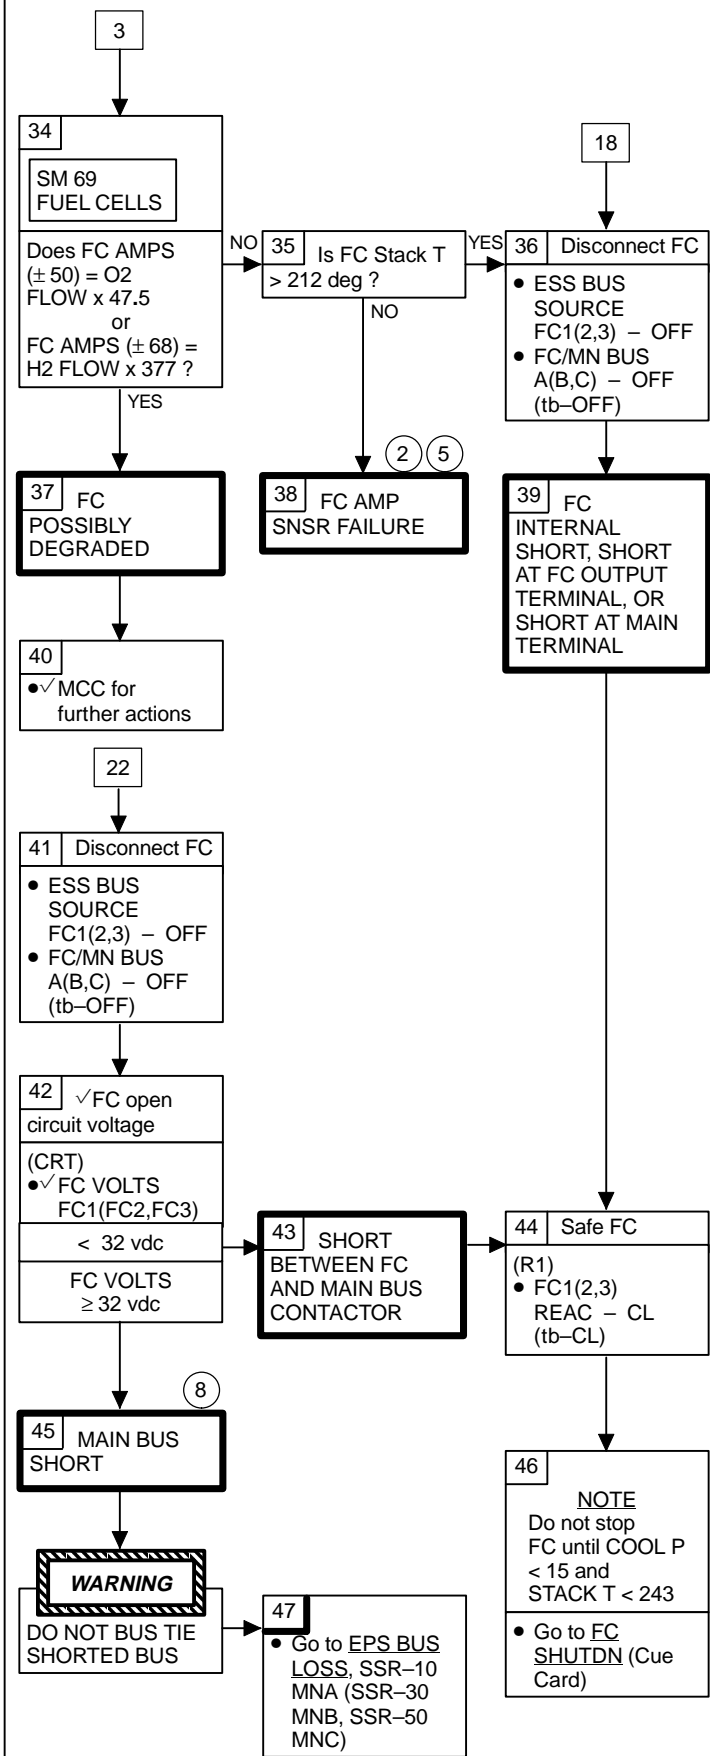 3
34
SM 69
FUEL CELLS
Does FC AMPS
(± 50) = O2
FLOW x 47.5
or
FC AMPS (± 68) =
H2 FLOW x 377 ?
NO
YES
35 Is FC Stack T
> 212 deg ?
YES
NO
18
36 Disconnect FC
• ESS BUS
SOURCE
FC1(2,3) – OFF
• FC/MN BUS
A(B,C) – OFF
(tb–OFF)
37 FC
POSSIBLY
DEGRADED
2 5
38 FC AMP
SNSR FAILURE
39 FC
INTERNAL
SHORT, SHORT
AT FC OUTPUT
TERMINAL, OR
SHORT AT MAIN
TERMINAL
40
•√MCC for
further actions
22
41 Disconnect FC
• ESS BUS
SOURCE
FC1(2,3) – OFF
• FC/MN BUS
A(B,C) – OFF
(tb–OFF)
42 √FC open
circuit voltage
(CRT)
•√FC VOLTS
FC1(FC2,FC3)
< 32 vdc
FC VOLTS
≥ 32 vdc
43 SHORT
BETWEEN FC
AND MAIN BUS
CONTACTOR
44 Safe FC
(R1)
• FC1(2,3)
REAC – CL
(tb–CL)
8
45 MAIN BUS
SHORT
46
NOTE
Do not stop
FC until COOL P
< 15 and
STACK T < 243
• Go to FC
SHUTDN (Cue
Card)
WARNING
DO NOT BUS TIE
SHORTED BUS
47
• Go to EPS BUS
LOSS, SSR–10
MNA (SSR–30
MNB, SSR–50
MNC)